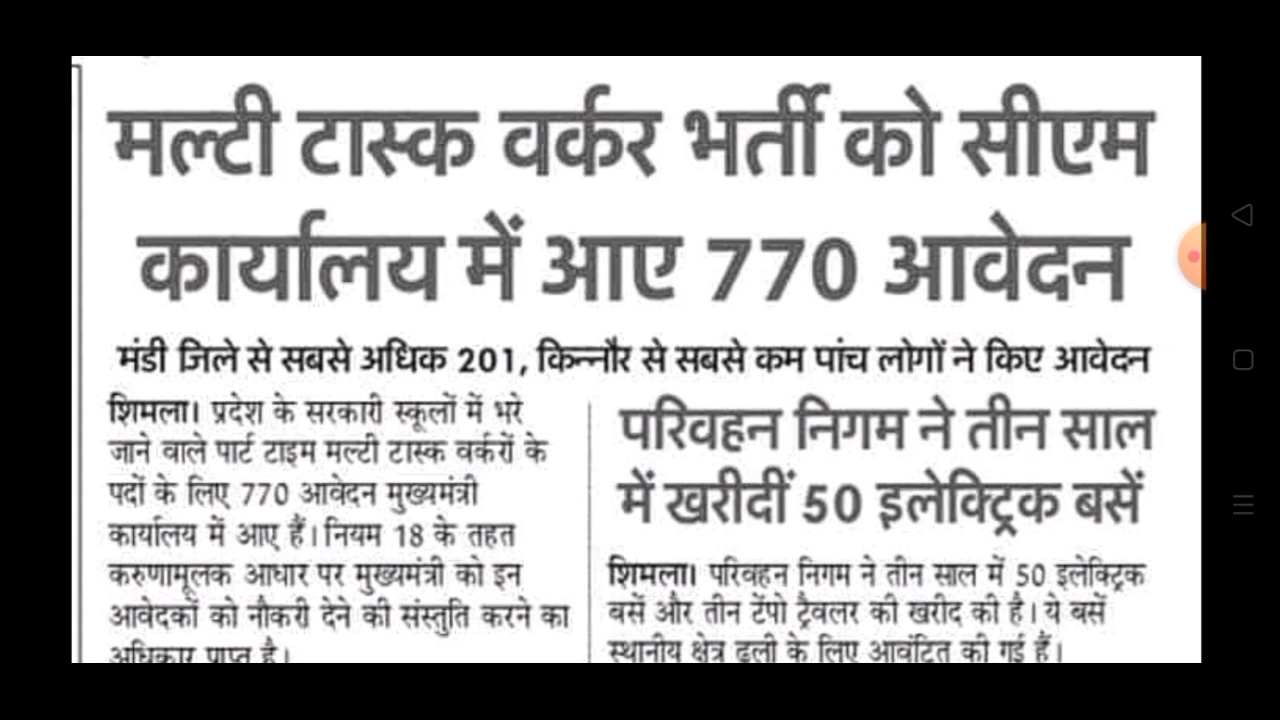 मल्टी टास्क वर्कर भर्ती को सीएम
कार्यालय में आए 770 आवेदन
मंडी जिले से सबसे अधिक 201, किन्नौर से सबसे कम पांच लोगों ने किए आवेदन
शिमला। प्रदेश के सरकारी स्कूलों में भरे
जाने वाले पार्ट टाइम मल्टी टास्क वर्करों के
पदों के लिए 770 आवेदन मुख्यमंत्री
कार्यालय में आए हैं। नियम 18 के तहत
करुणामूलक आधार पर मुख्यमंत्री को इन
आवेदकों को नौकरी देने की संस्तुति करने का
अधिकार प्राप्त है।
परिवहन निगम ने तीन साल
में खरीदीं 50 इलेक्ट्रिक बसें
शिमला। परिवहन निगम ने तीन साल में 50 इलेक्ट्रिक
बसें और तीन टेंपो ट्रैवलर की खरीद की है। ये बसें
स्थानीय क्षेत्र ढली के लिए आवंटित की गई हैं।